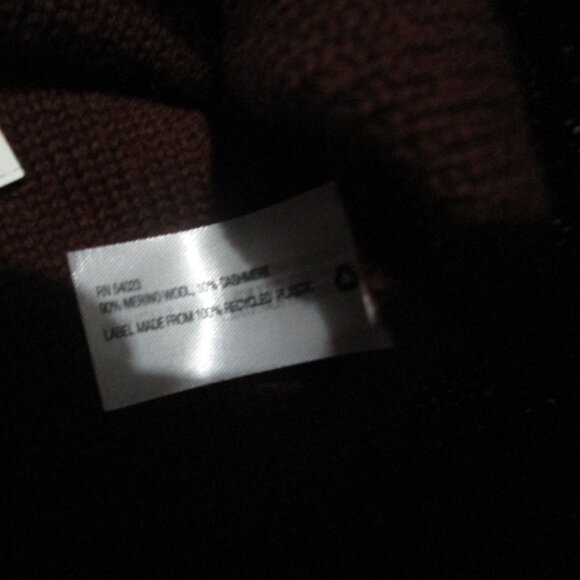 RN 54023
90% MERINO WOOL, 10% CASHMERE
LABEL MADE FROM 100% RECYCLED PLASTIC